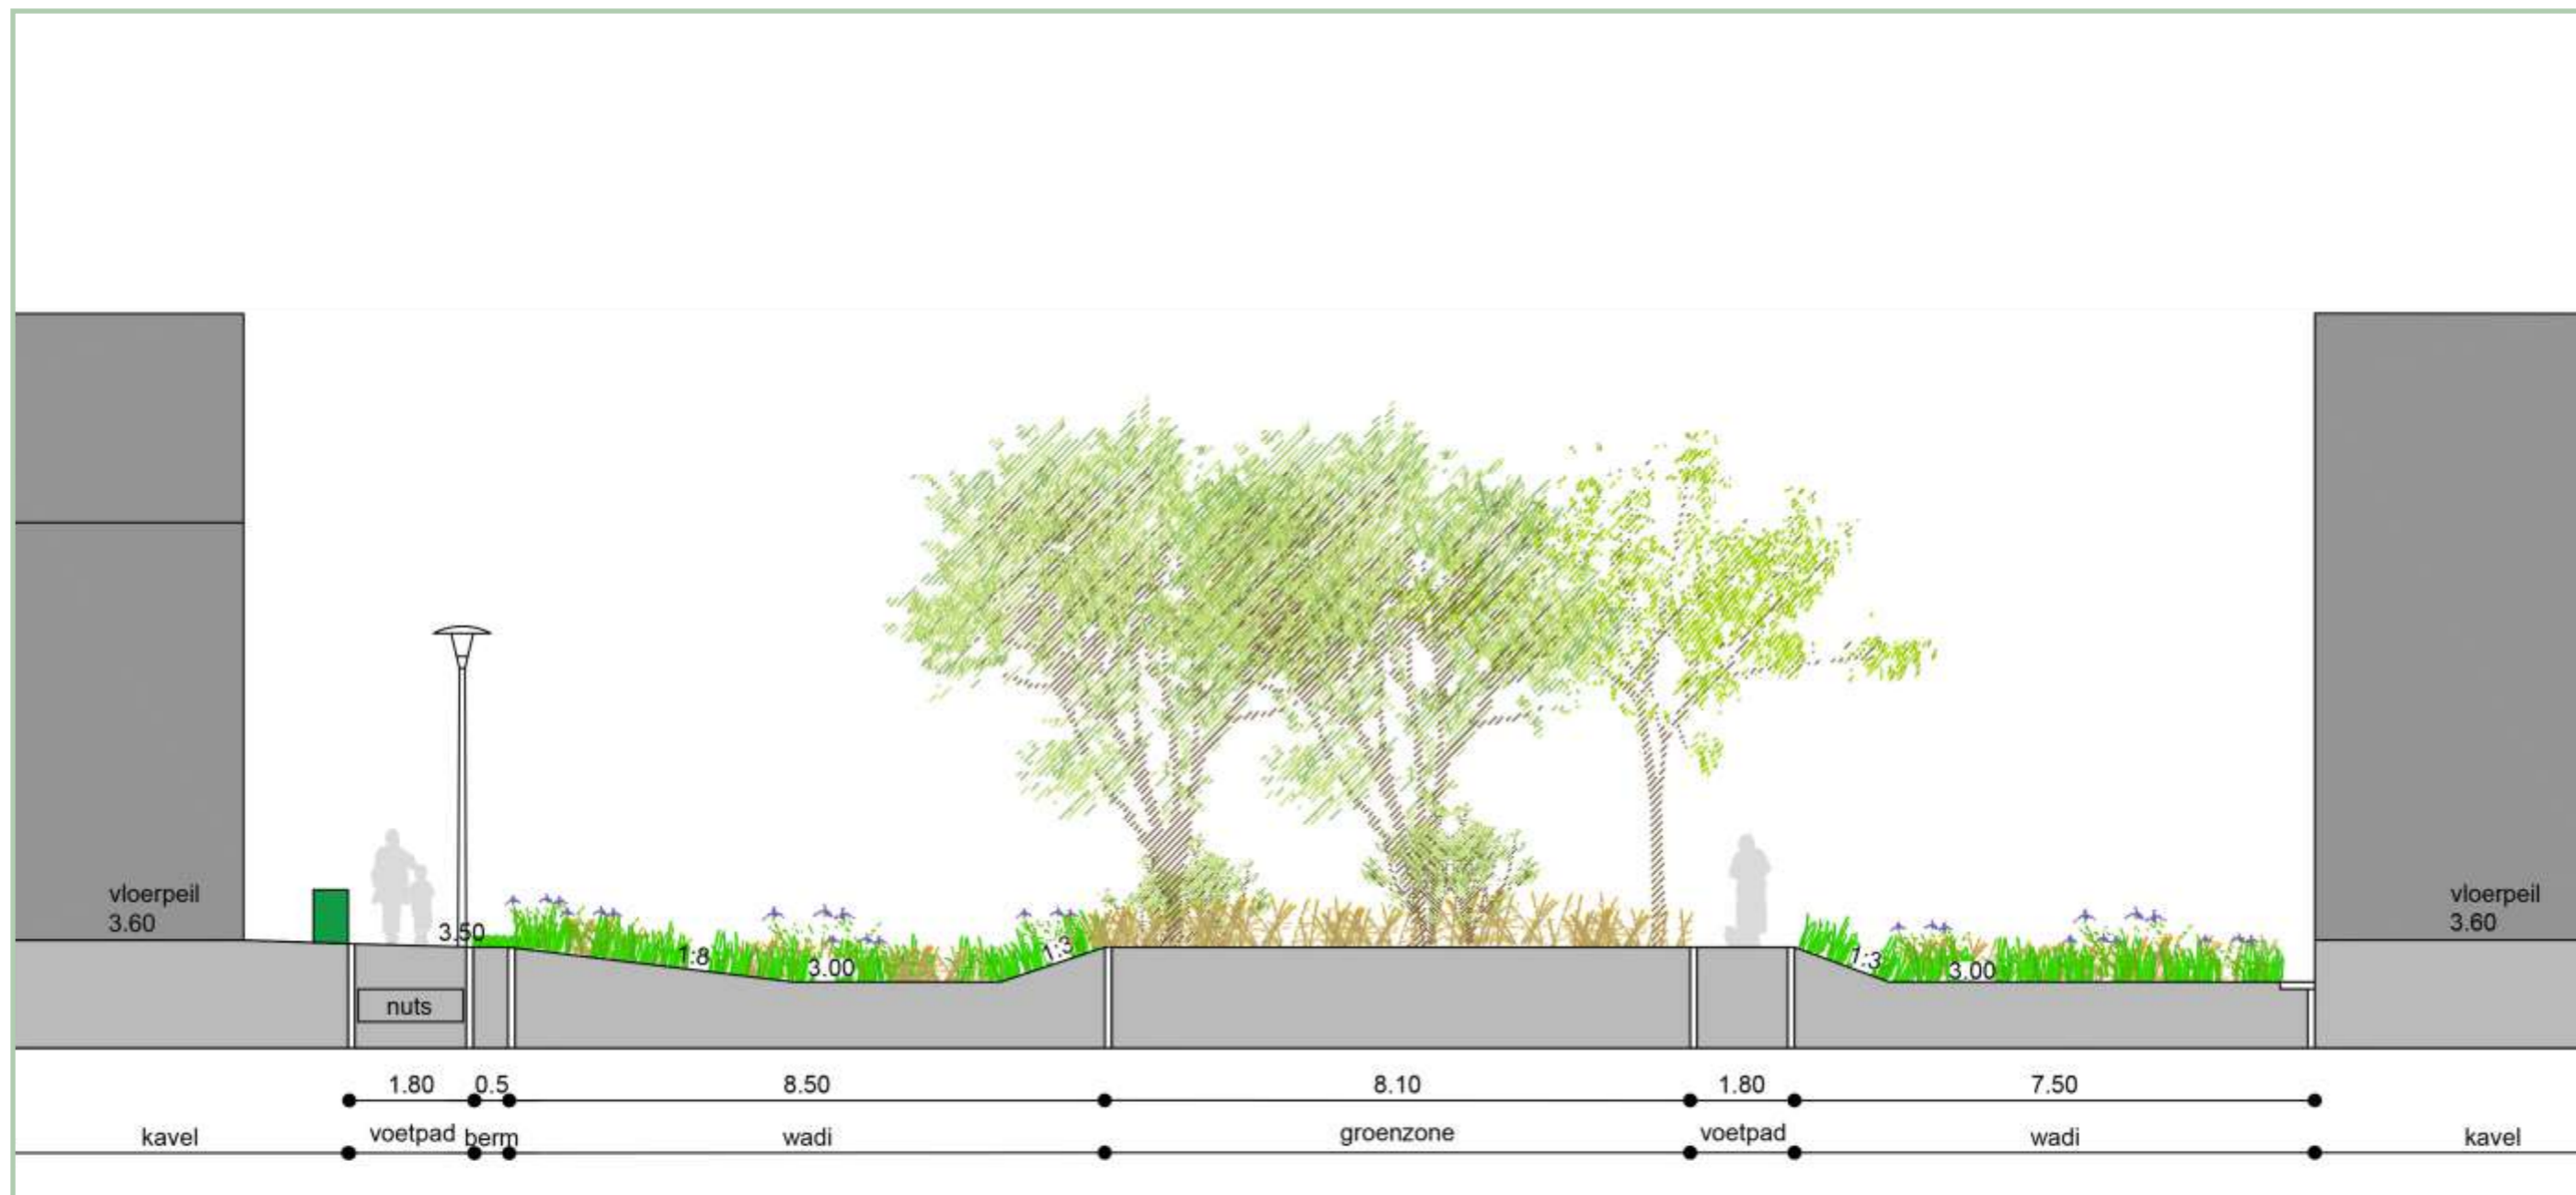 vloerpeil
3.60
vloerpeil
3.60
3.50
1:8
3.00
1:3
1:3
3.00
nuts
1.80 0.5 8.50 8.10 1.80 7.50
kavel voetpad berm wadi groenzone voetpad wadi kavel